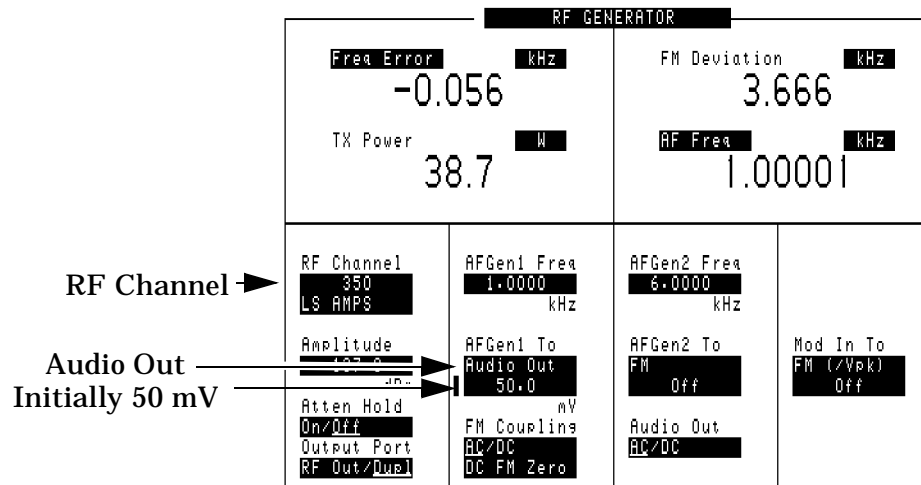 RF GENERATOR
Freq Error kHz
-0.056
TX Power W
38.7
FM Deviation kHz
3.666
AF Freq kHz
1.00001
RF Channel
RF Channel
350
LS AMPS
Amplitude
Atten Hold
On/Off
Output Port
RF Out/Dupl
Audio Out
Initially 50 mV
AFGen1 Freq
1.0000
kHz
AFGen1 To
Audio Out
50.0
mV
FM Coupling
AC/DC
DC FM Zero
AFGen2 Freq
6.0000
kHz
AFGen2 To
FM
Off
Audio Out
AC/DC
Mod In To
FM (/Vpk)
Off